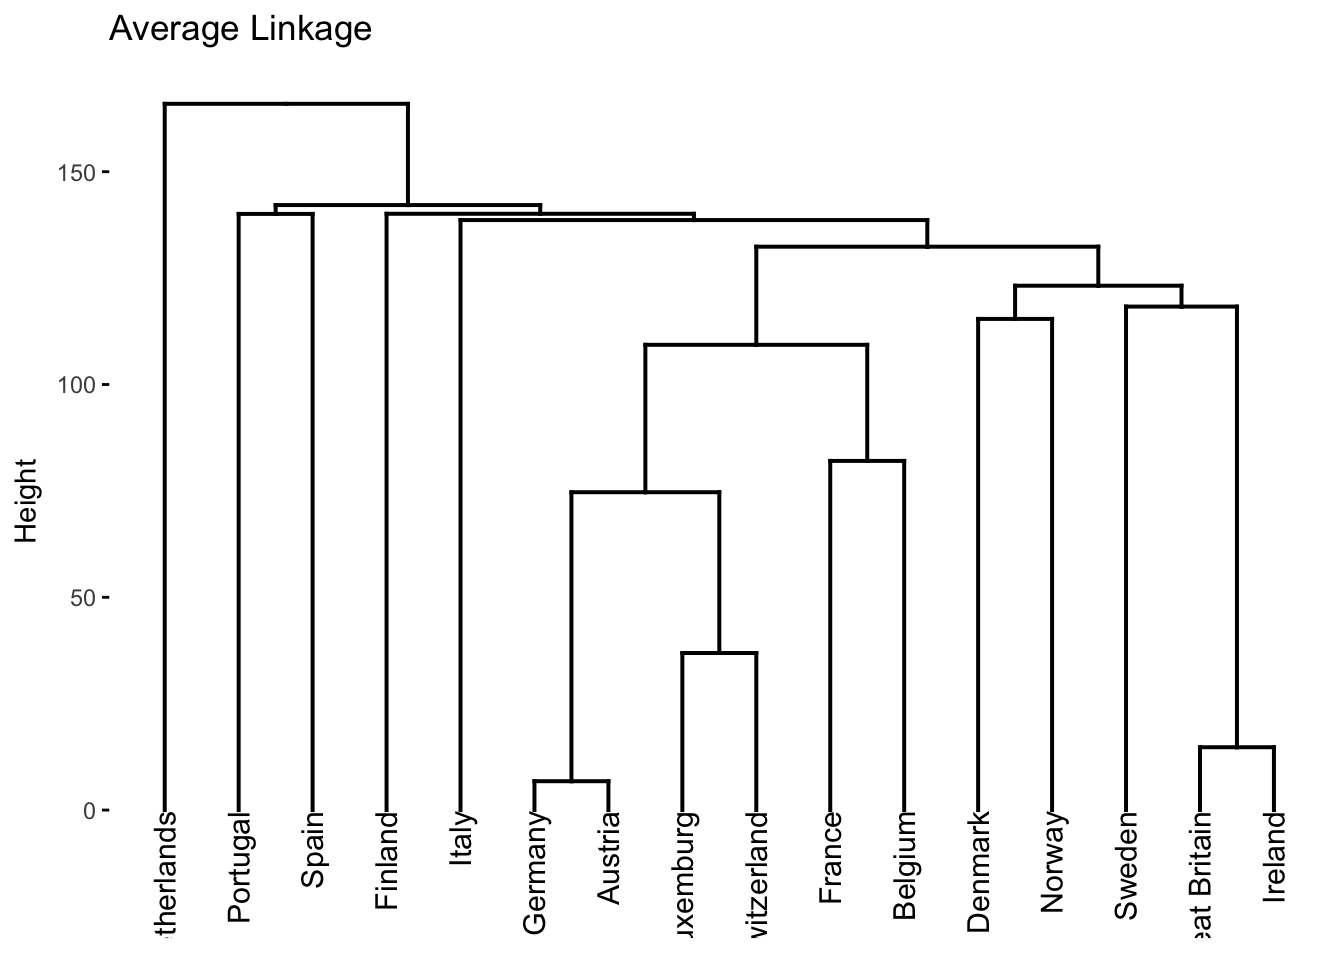 Average Linkage
150
100
50
0
Height
therlands
Portugal
Spain
Finland
Italy
Germany
Austria
uxemburg
vitzerland
France
Belgium
Denmark
Norway
Sweden
eat Britain
Ireland